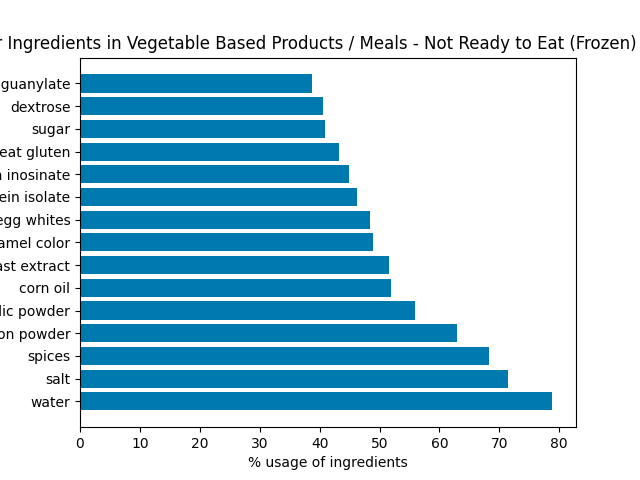 r Ingredients in Vegetable Based Products / Meals - Not Ready to Eat (Frozen)
guanylate
dextrose
sugar
eat gluten
inosinate
ein isolate
egg whites
amel color
ast extract
corn oil
lic powder
on powder
spices
salt
water
0 10 20 30 40 50 60 70 80
% usage of ingredients